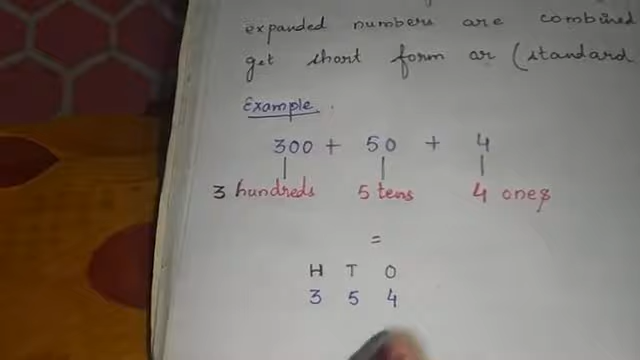 expanded numbers are combined
get short form or (standard
Example.
300 + 50 + 4
3 hundreds 5 tens 4 ones
=
H T O
3 5 4